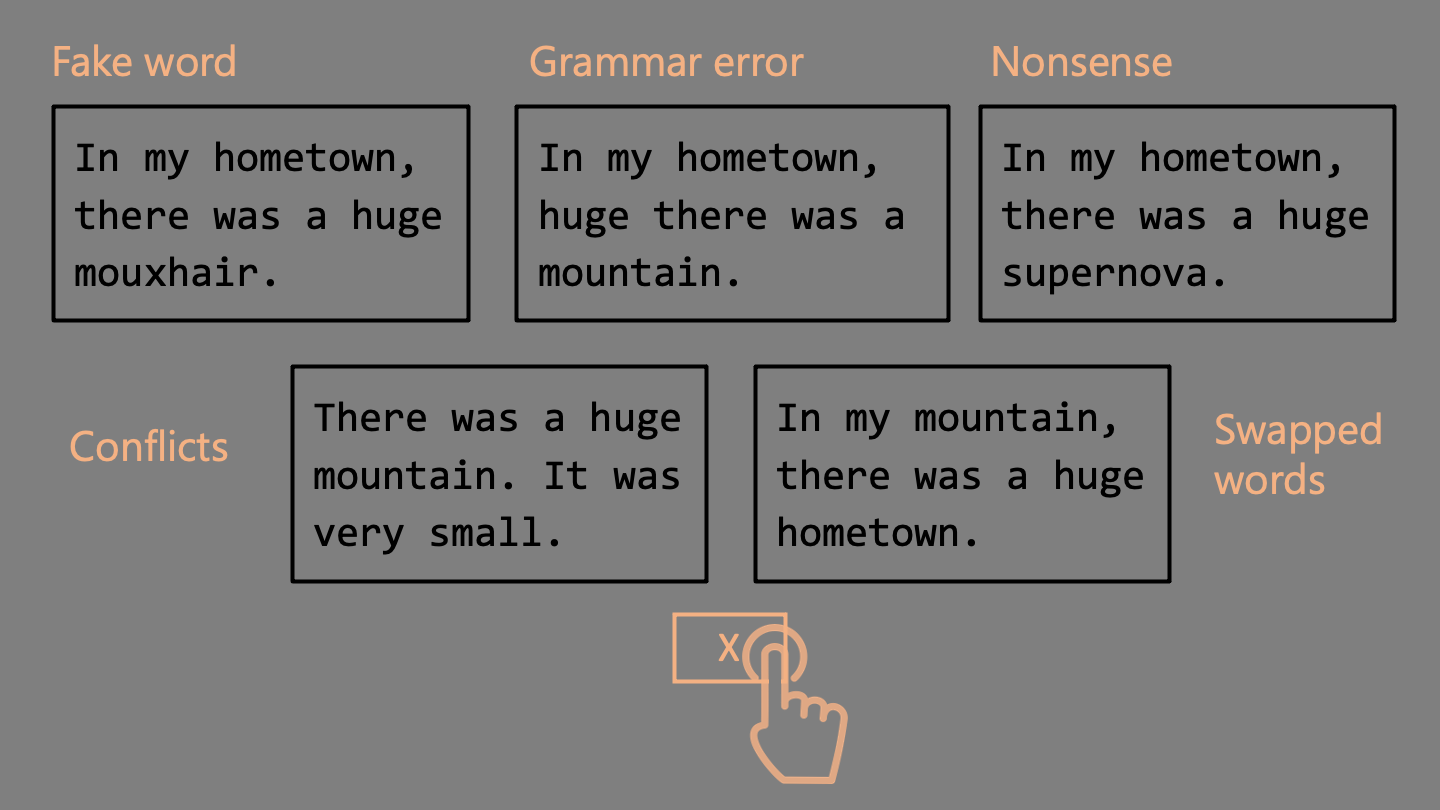 Fake word
Grammar error
Nonsense
In my hometown,
there was a huge
mouxhair.
In my hometown,
huge there was a
mountain.
In my hometown,
there was a huge
supernova.
Conflicts
There was a huge
mountain. It was
very small.
In my mountain,
there was a huge
hometown.
Swapped
words
X